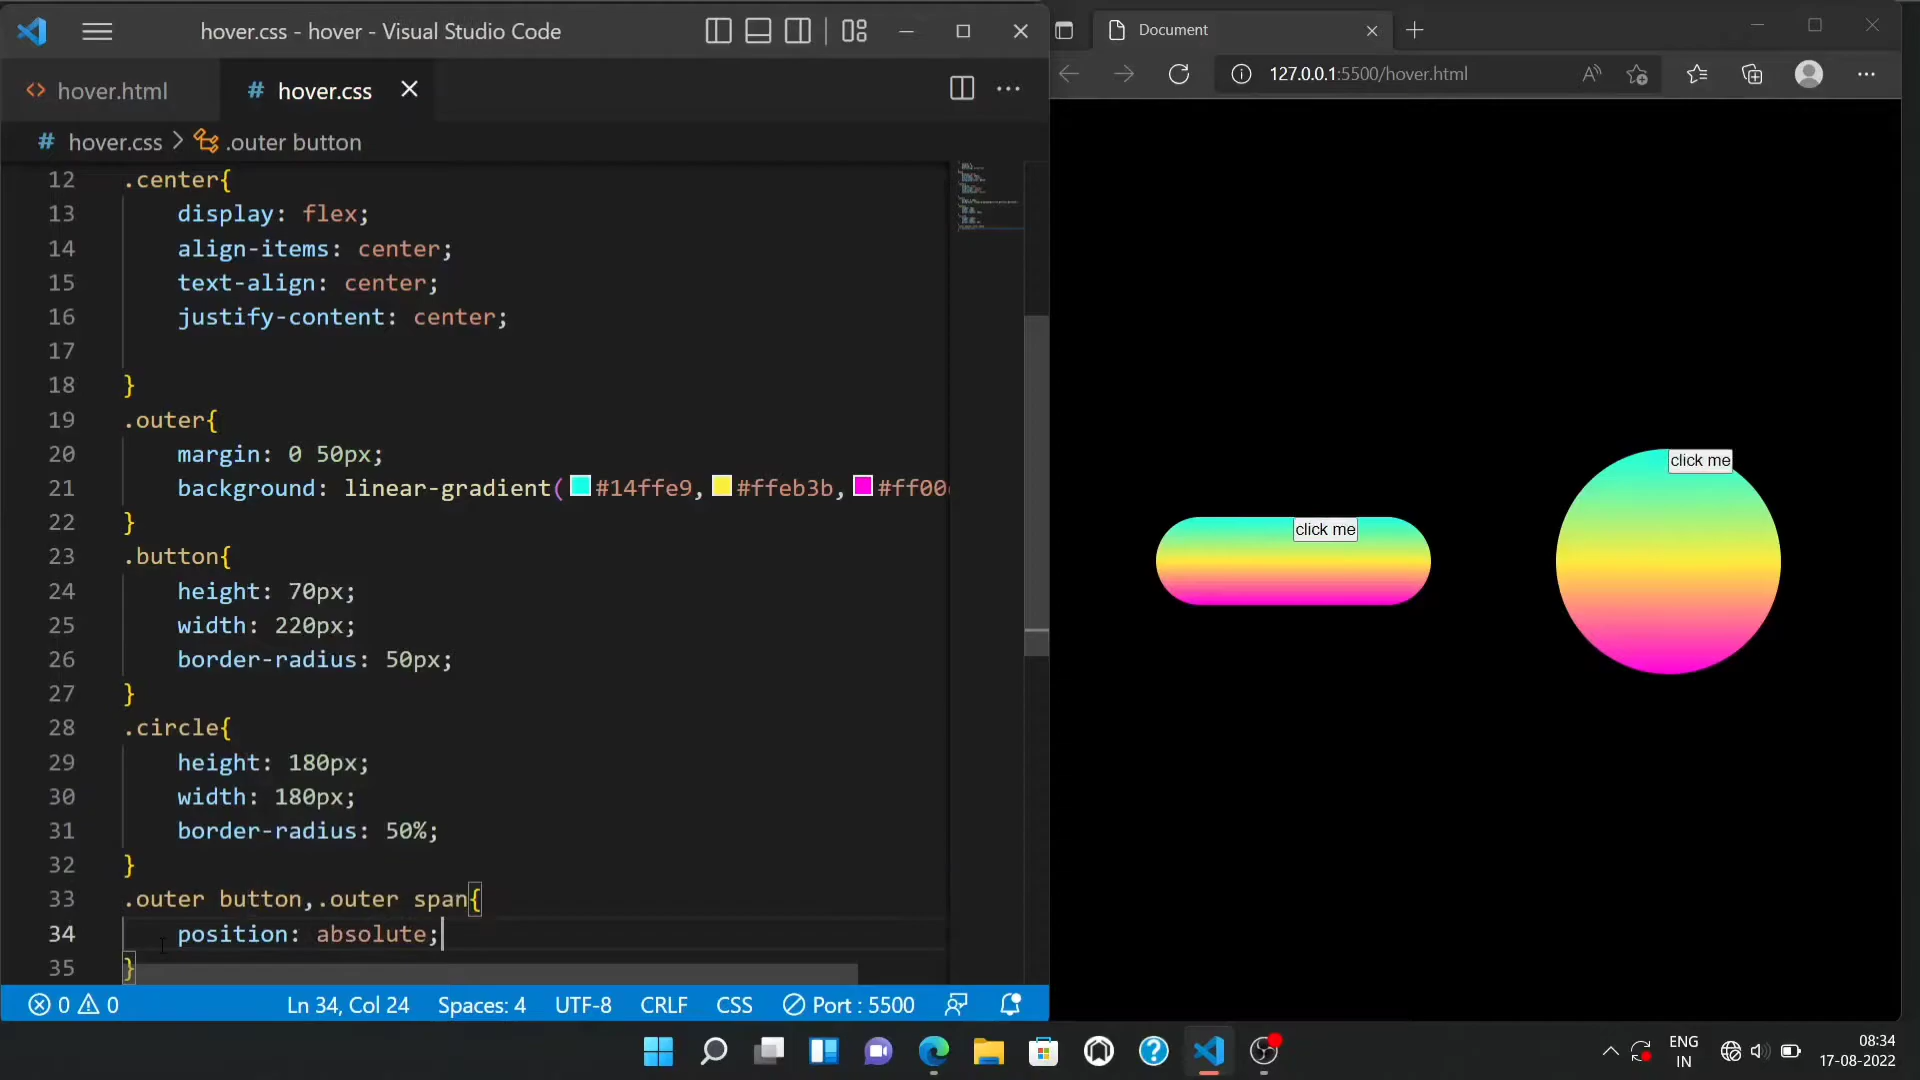 hover.css - hover - Visual Studio Code
hover.html
# hover.css
# hover.css > .outer button
12 .center{
13 display: flex;
14 align-items: center;
15 text-align: center;
16 justify-content: center;
17
18 }
19 .outer{
20 margin: 0 50px;
21 background: linear-gradient(#14ffe9,#ffeb3b,#ff00
22 }
23 .button{
24 height: 70px;
25 width: 220px;
26 border-radius: 50px;
27 }
28 .circle{
29 height: 180px;
30 width: 180px;
31 border-radius: 50%;
32 }
33 .outer button,.outer span{
34 position: absolute;
35 }
0 0 Ln 34, Col 24 Spaces: 4 UTF-8 CRLF CSS Port : 5500
Document
127.0.0.1:5500/hover.html
click me
click me
ENG
IN
08:34
17-08-2022